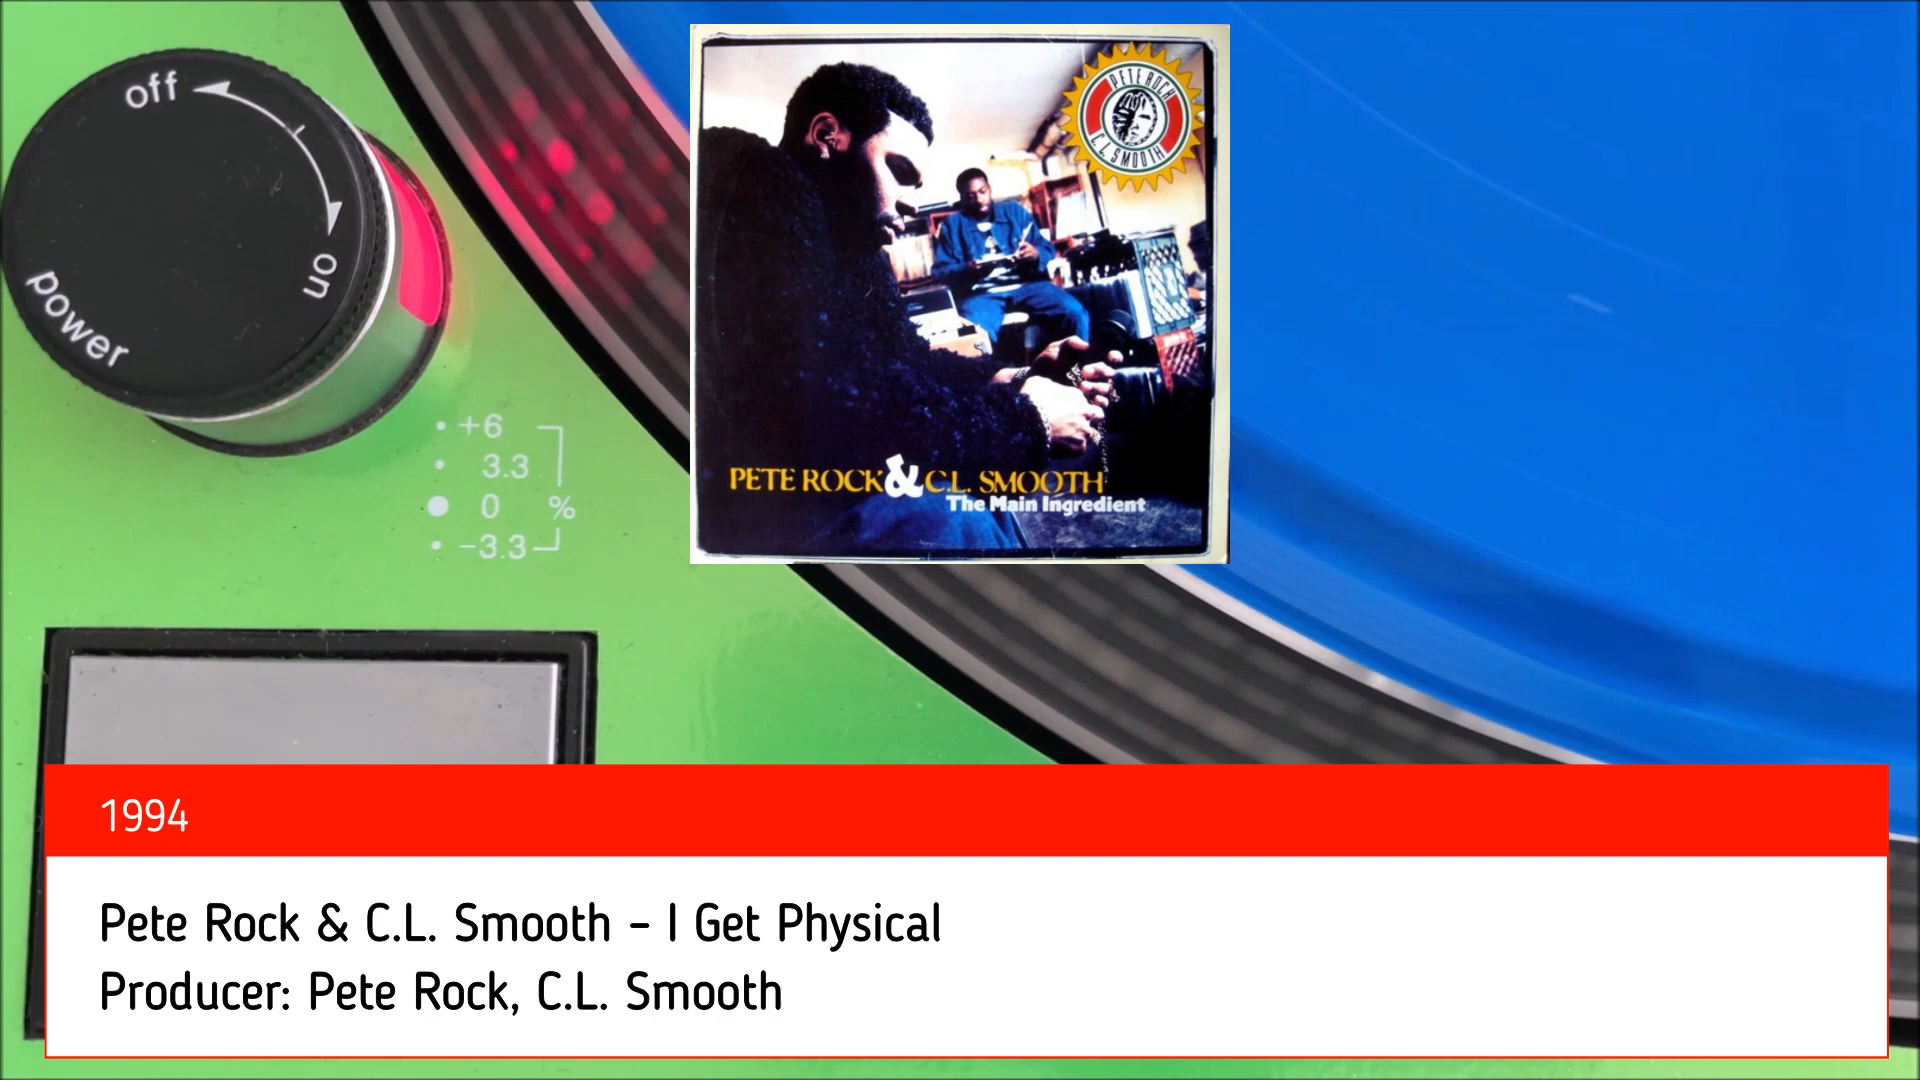 off
on
power
+6
3.3
0 %
-3.3
PETE ROCK
C.L. SMOOTH
PETE ROCK & C.L. SMOOTH
The Main Ingredient
1994
Pete Rock & C.L. Smooth - I Get Physical
Producer: Pete Rock, C.L. Smooth